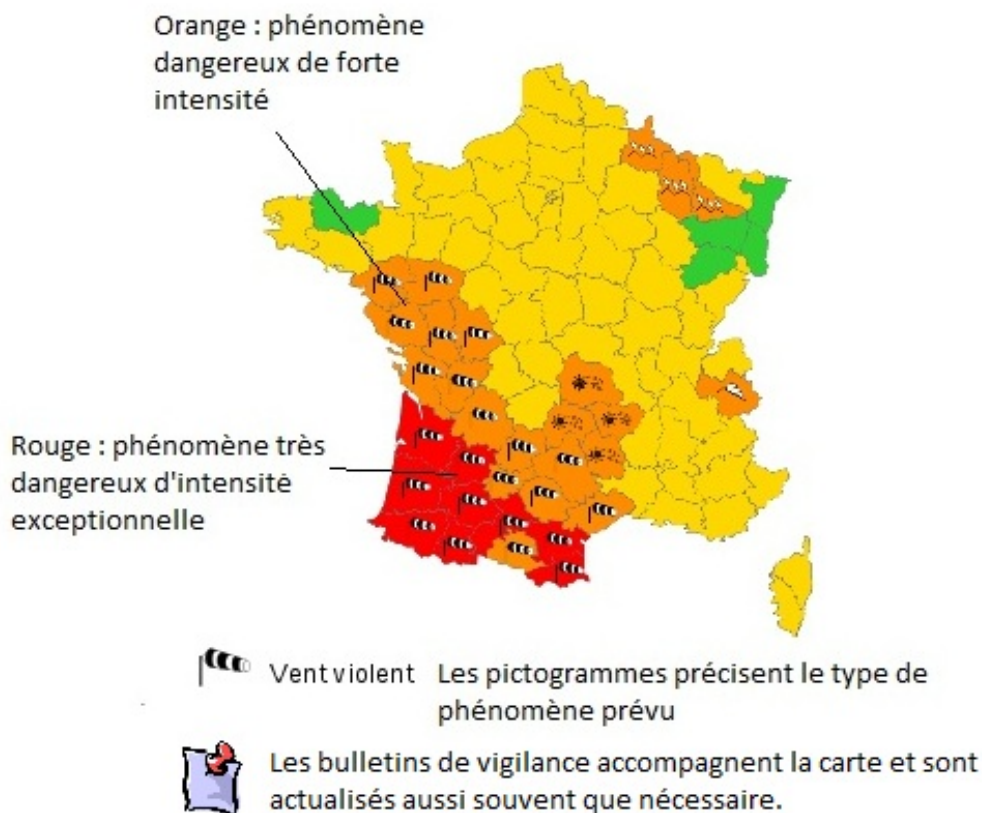 Orange : phénomène
dangereux de forte
intensité
Rouge : phénomène très
dangereux d'intensité
exceptionnelle
Vent violent Les pictogrammes précisent le type de
phénomène prévu
Les bulletins de vigilance accompagnent la carte et sont
actualisés aussi souvent que nécessaire.